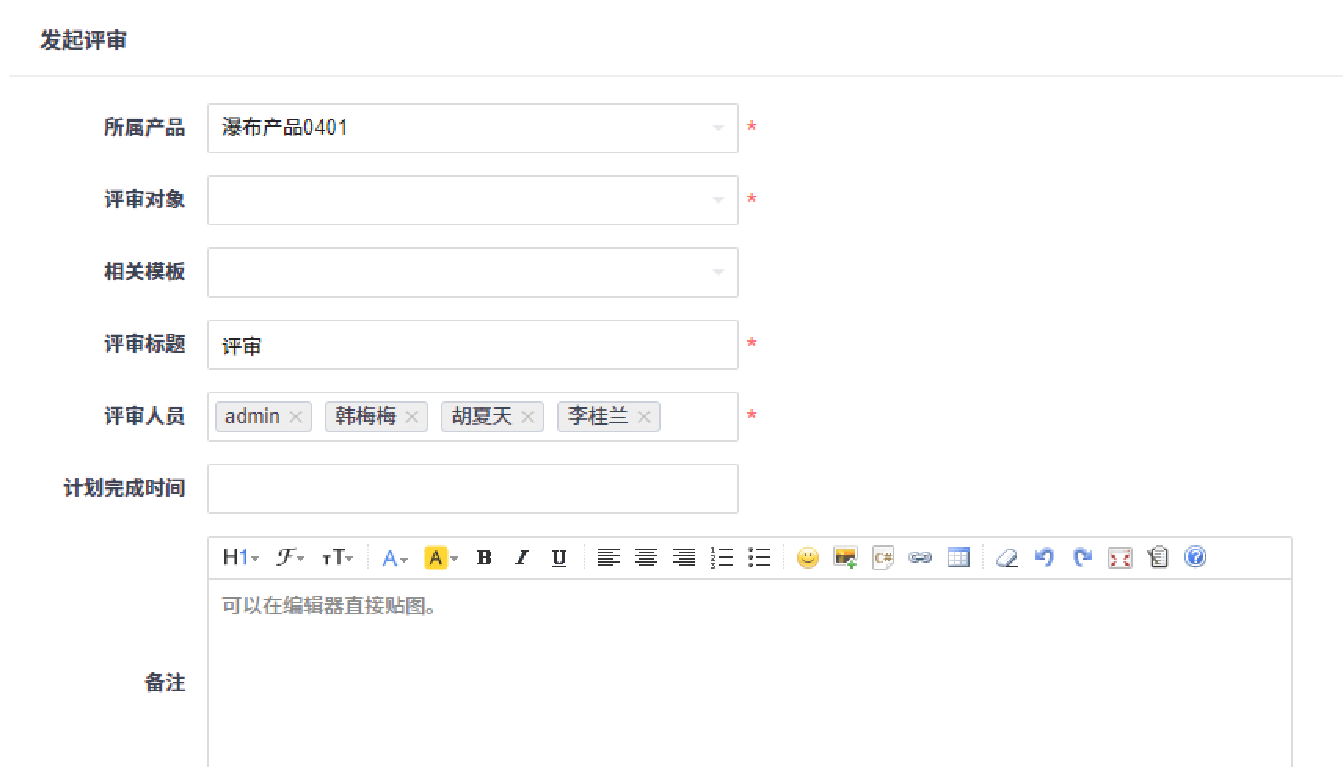 发起评审
所属产品 瀑布产品0401 *
评审对象 *
相关模板
评审标题 评审 *
评审人员 admin × 韩梅梅 × 胡夏天 × 李桂兰 × *
计划完成时间
H1 ℱ TT A A B I U C#
可以在编辑器直接贴图。
备注